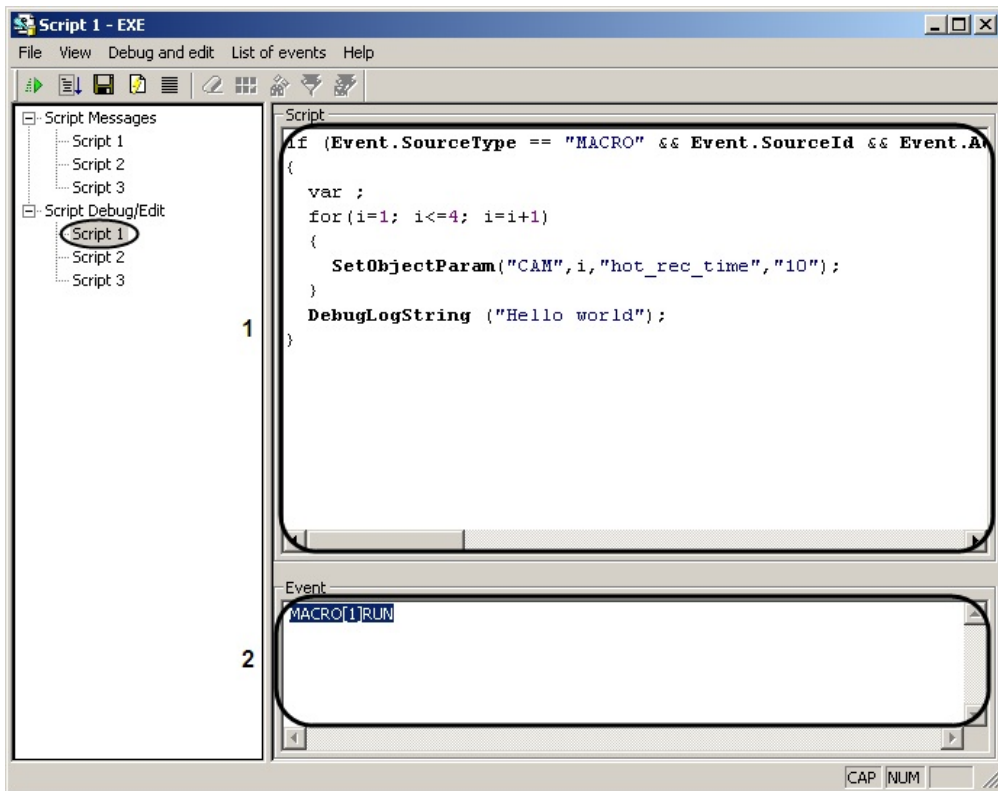 Script 1 - EXE
File View Debug and edit List of events Help
Script Messages
Script 1
Script 2
Script 3
Script Debug/Edit
Script 1
Script 2
Script 3
1
Script
if (Event.SourceType == "MACRO" && Event.SourceId && Event.
{
var ;
for(i=1; i<=4; i=i+1)
{
SetObjectParam("CAM",i,"hot_rec_time","10");
}
DebugLogString ("Hello world");
}
Event
MACRO[1]RUN
2
CAP NUM